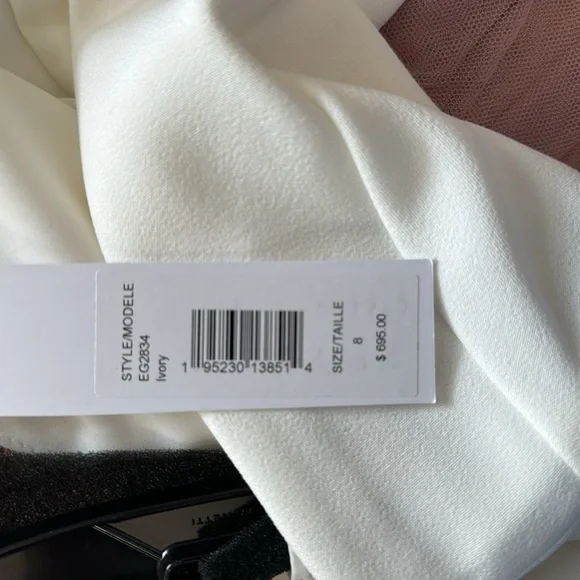 STYLE/MODELE
EG2834
Ivory
1 95230 13851 4
SIZE/TAILLE
8
$ 695.00